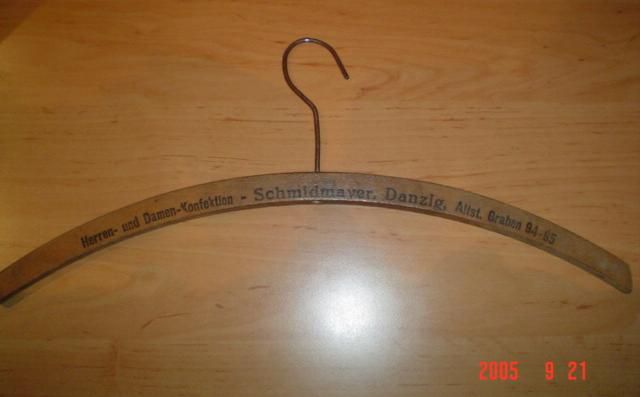 Herren- und Damen-Konfektion - Schmidmayer, Danzig, Altst. Graben 94-95
2005 9 21